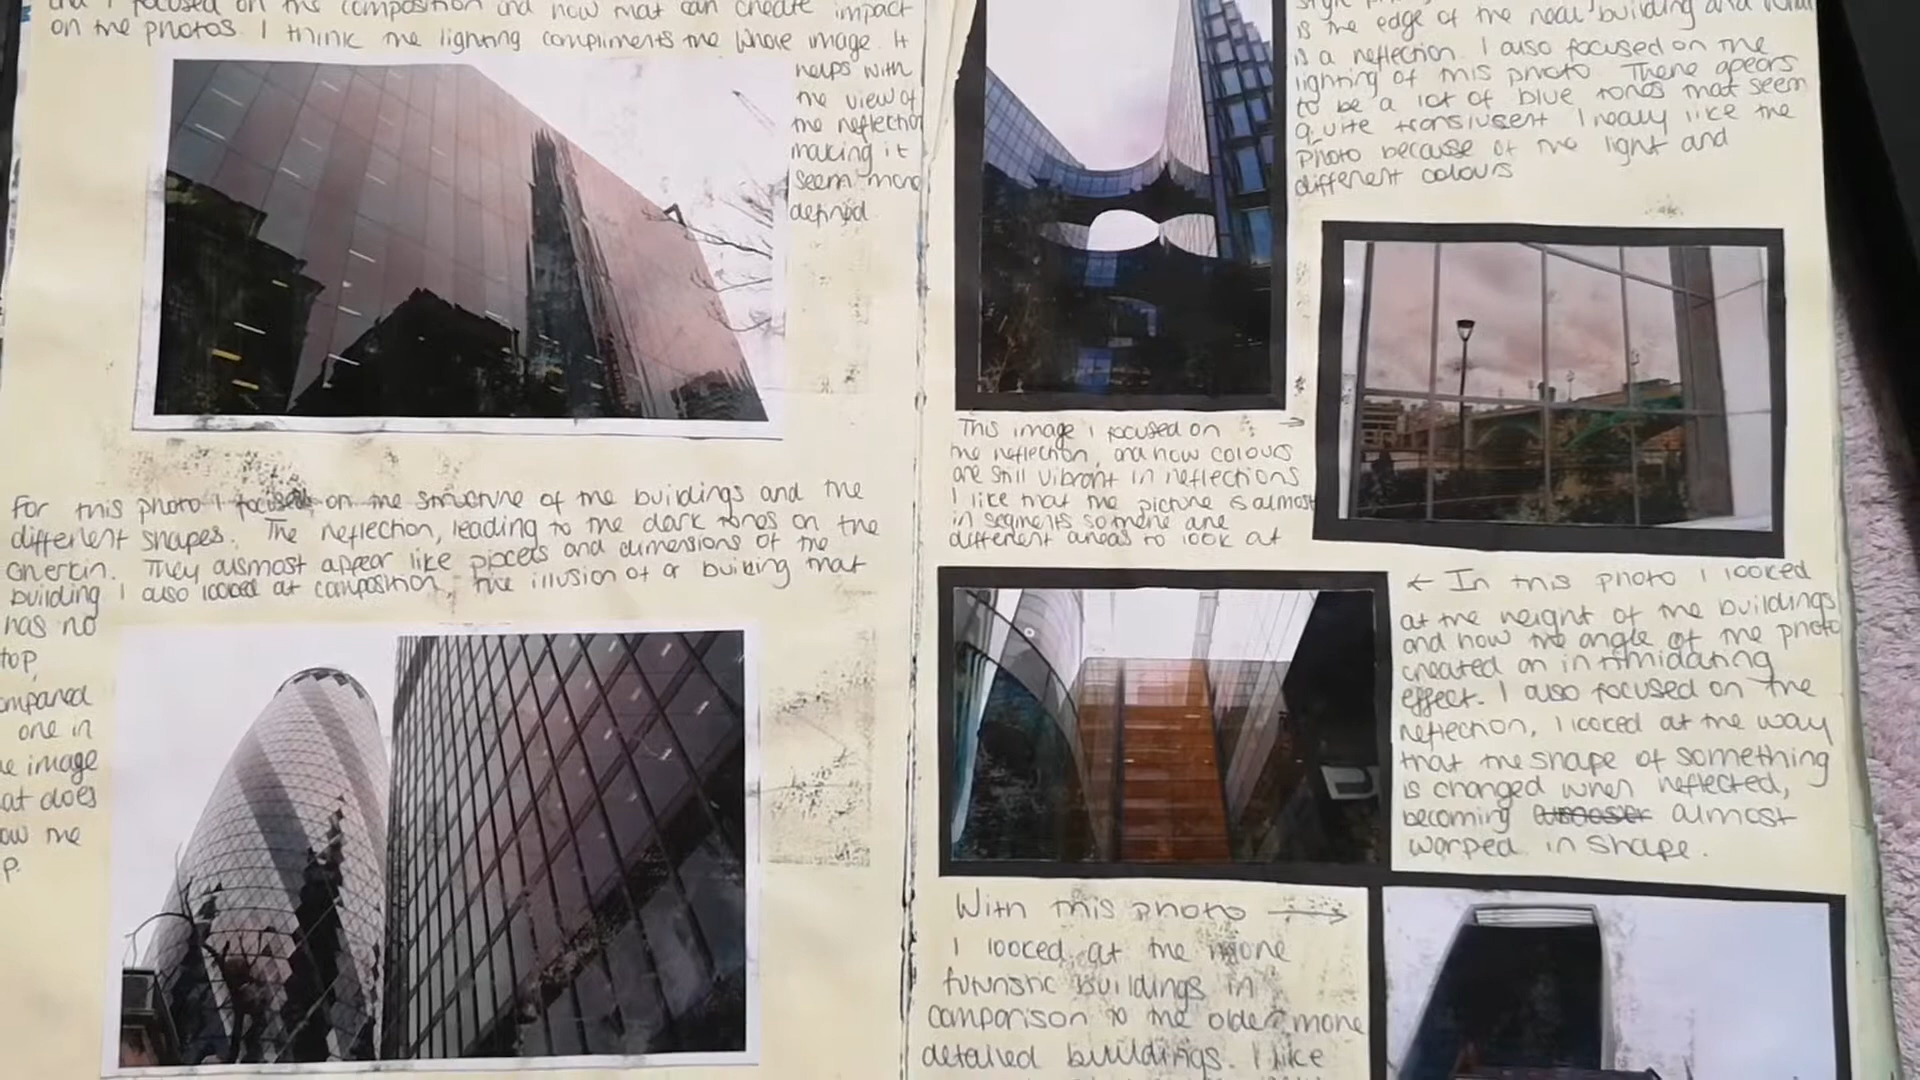 and I focused on the composition and how that can create impact
on the photos. I think the lighting compliments the whole image. It
helps with
the view of
the reflection
making it
seem more
defined.
For this photo I focused on the structure of the buildings and the
different shapes. The reflection, leading to the dark tones on the
Gherkin. They alsmost appear like pieces and dimensions of the
building. I also looked at composition, the illusion of a building that
has no
top,
ompared
one in
image
at does
ow the
p.
is the edge of the real building and what
is a reflection. I also focused on the
lighting of this photo. There apears
to be a lot of blue tones that seem
quite translusent I really like the
photo because of the light and
different colours
This image I focused on →
the reflection, and how colours
are still vibrant in reflections
I like that the picture is almost
in segments so there are
different areas to look at
← In this photo I looked
at the height of the buildings
and how the angle of the photo
created an intimidating
effect. I also focused on the
reflection, I looked at the way
that the shape of something
is changed when reflected,
becoming almost
warped in shape.
With this photo →
I looked at the more
futuristic buildings in
comparison to the older more
detailed buildings. I like